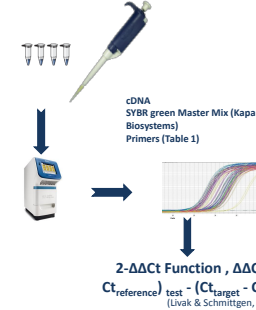 cDNA
SYBR green Master Mix (Kapa
Biosystems)
Primers (Table 1)
2-ΔΔCt Function , ΔΔC
Ct reference) test - (Ct target - C
(Livak & Schmittgen,